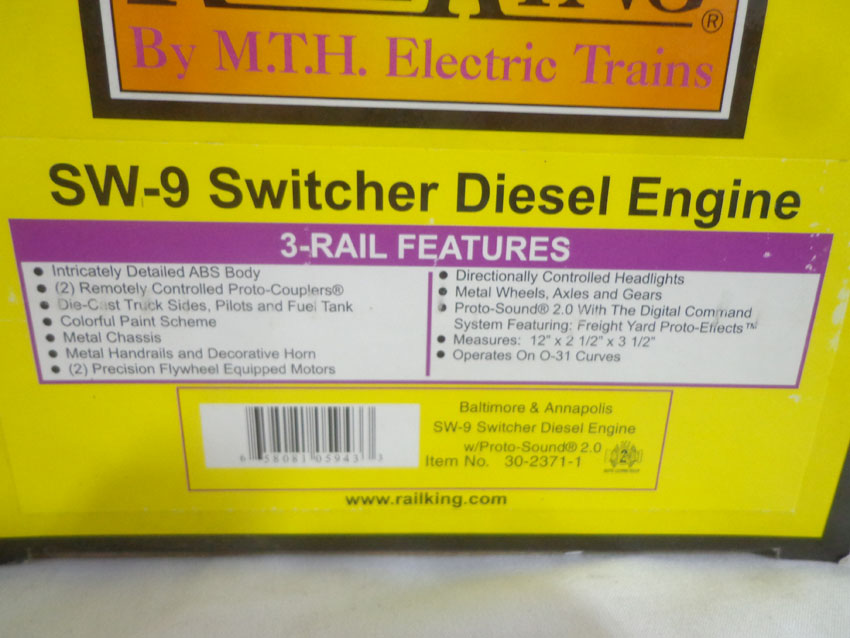 ®
By M.T.H. Electric Trains
SW-9 Switcher Diesel Engine
3-RAIL FEATURES
• Intricately Detailed ABS Body
• (2) Remotely Controlled Proto-Couplers®
• Die-Cast Truck Sides, Pilots and Fuel Tank
• Colorful Paint Scheme
• Metal Chassis
• Metal Handrails and Decorative Horn
• (2) Precision Flywheel Equipped Motors
• Directionally Controlled Headlights
• Metal Wheels, Axles and Gears
• Proto-Sound® 2.0 With The Digital Command
System Featuring: Freight Yard Proto-Effects™
• Measures: 12" x 2 1/2" x 3 1/2"
• Operates On O-31 Curves
6 58081 05943 3
Baltimore & Annapolis
SW-9 Switcher Diesel Engine
w/Proto-Sound® 2.0
Item No. 30-2371-1
www.railking.com